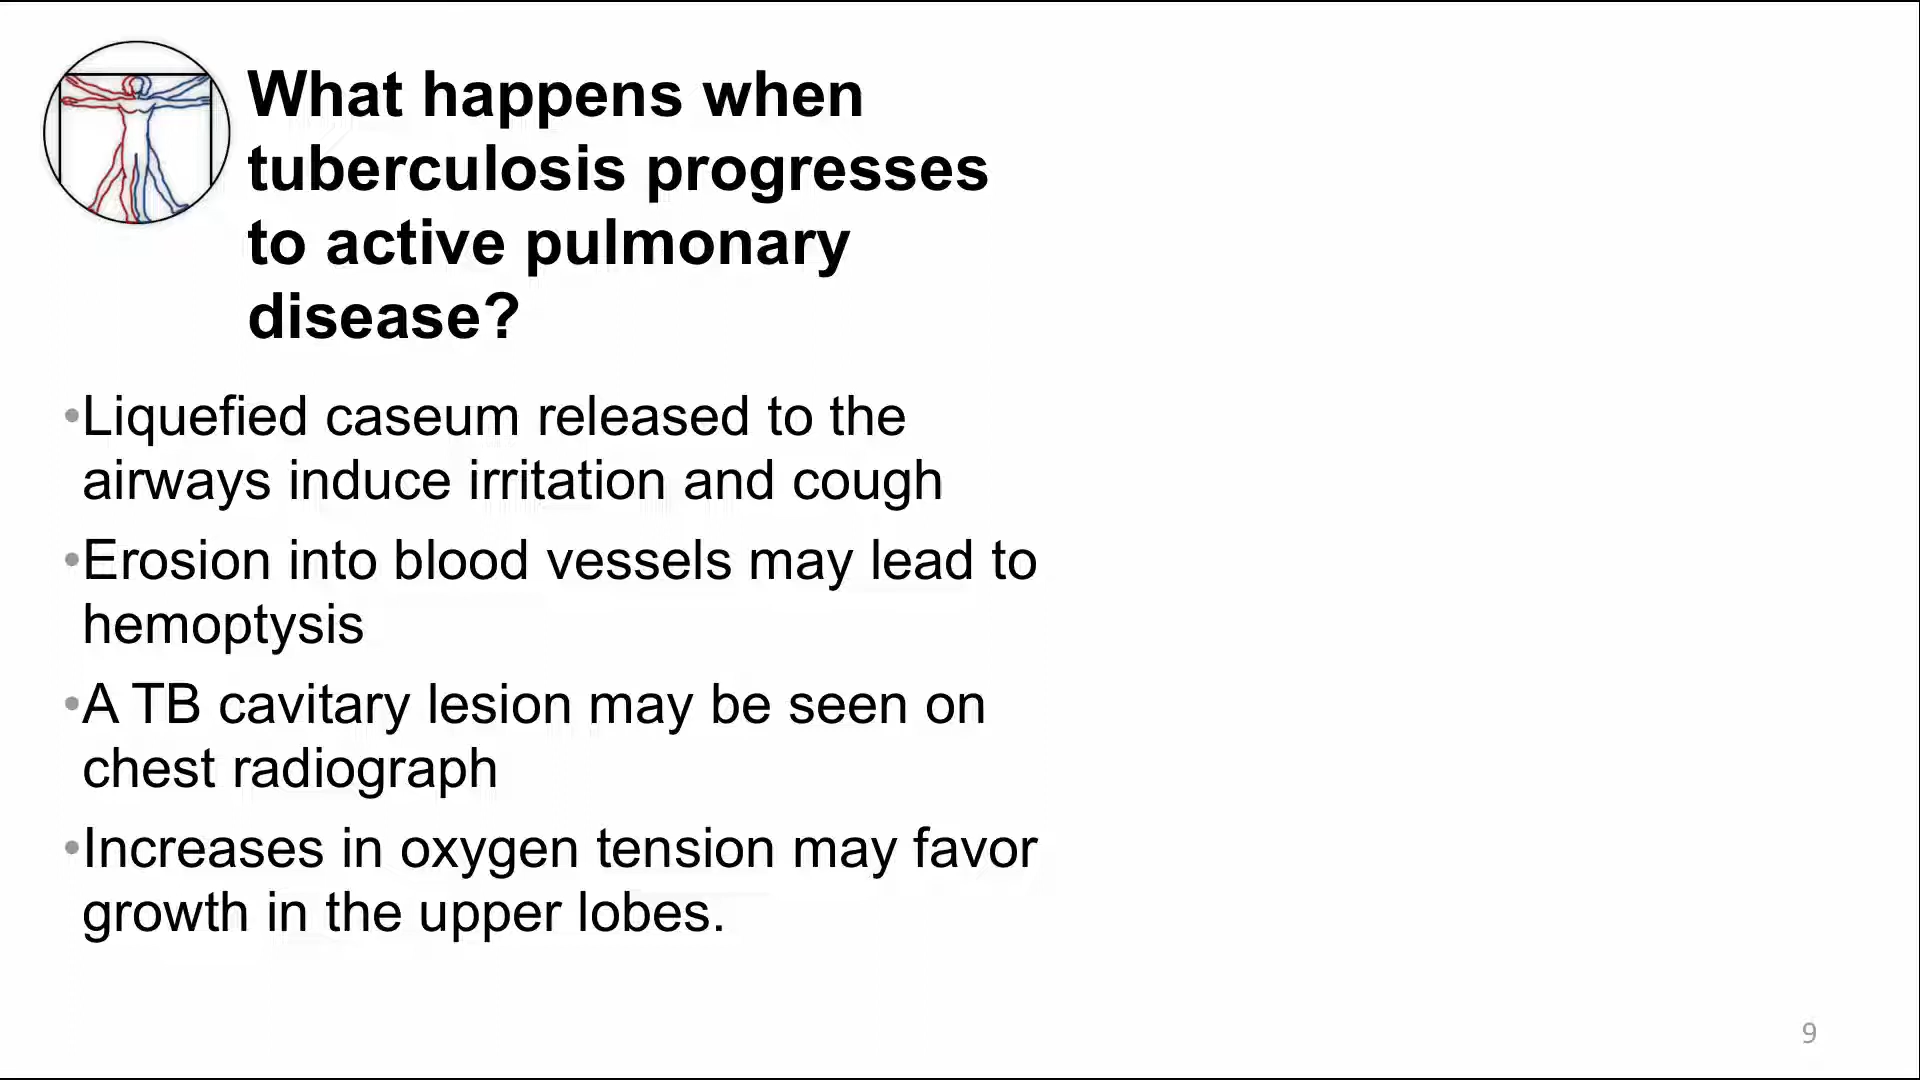 What happens when
tuberculosis progresses
to active pulmonary
disease?
•Liquefied caseum released to the
airways induce irritation and cough
•Erosion into blood vessels may lead to
hemoptysis
•A TB cavitary lesion may be seen on
chest radiograph
•Increases in oxygen tension may favor
growth in the upper lobes.
9